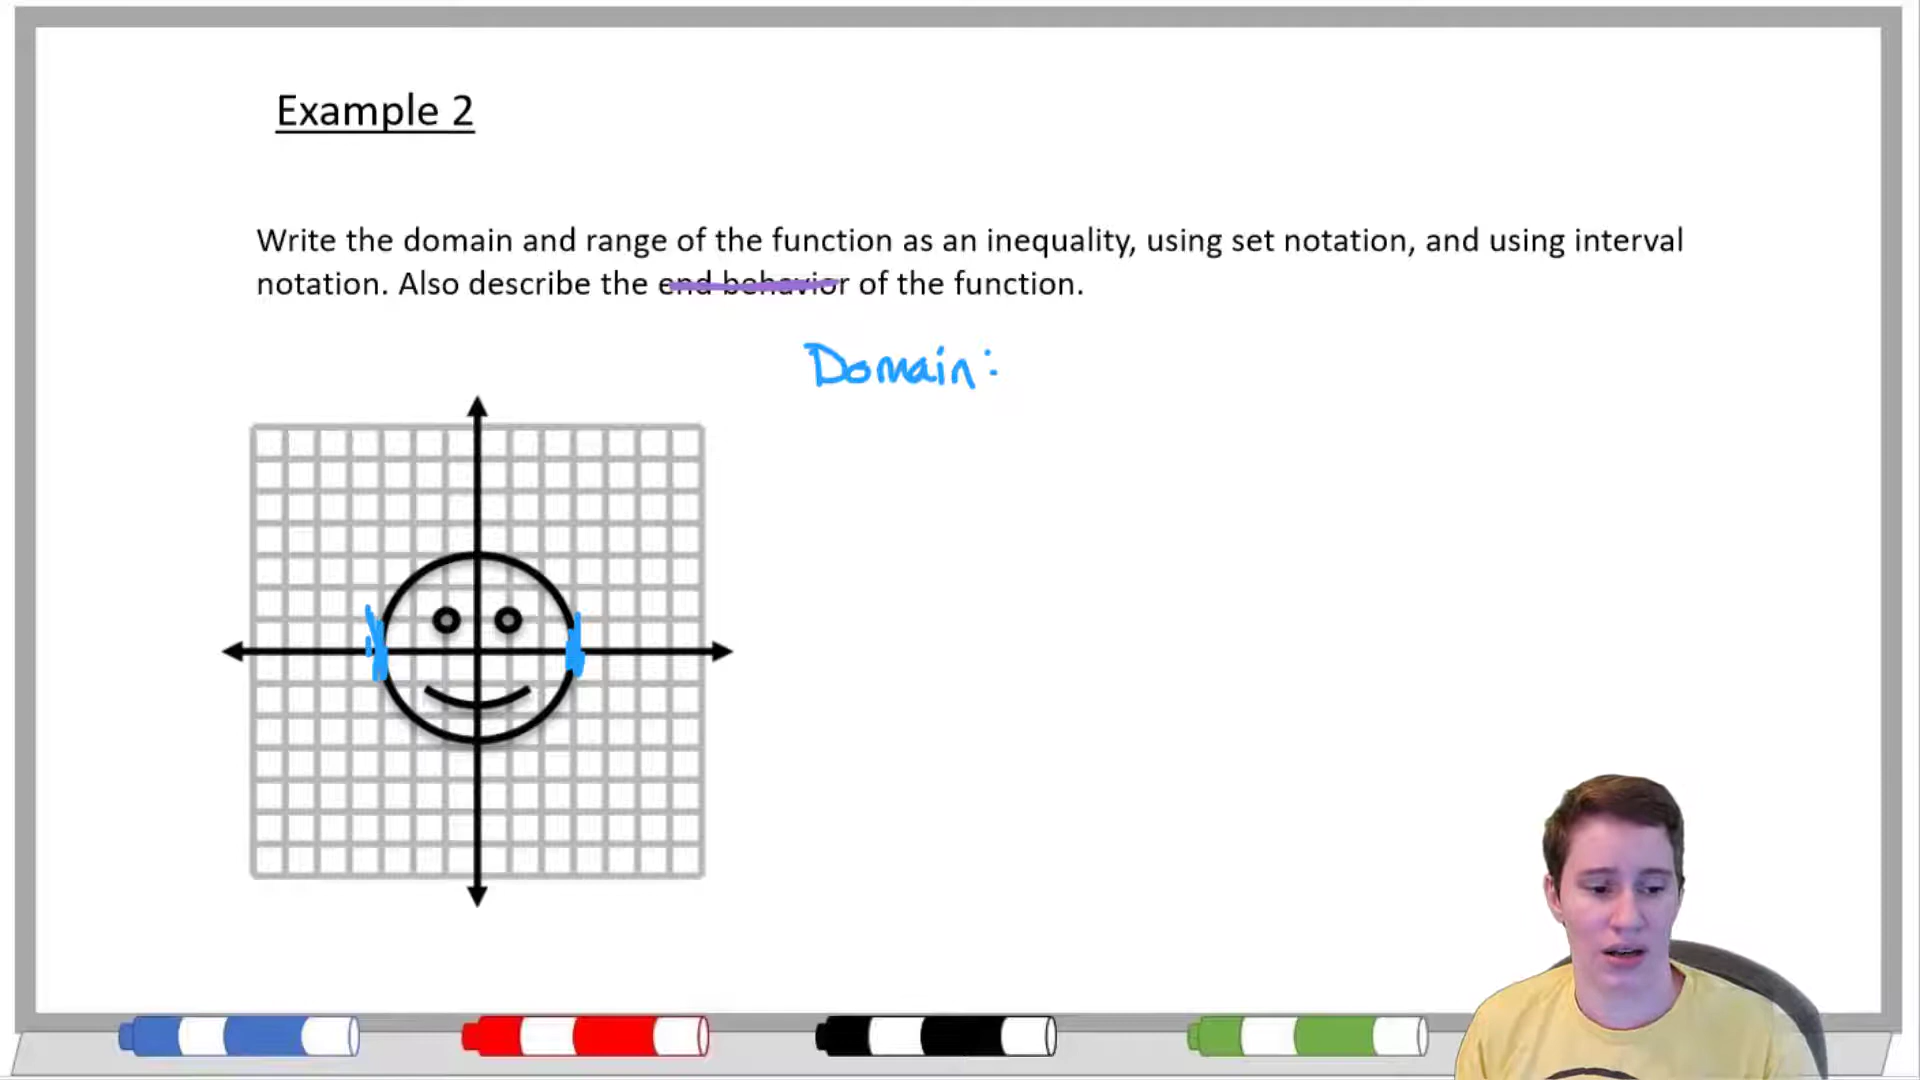 Example 2
Write the domain and range of the function as an inequality, using set notation, and using interval
notation. Also describe the end behavior of the function.
Domain: